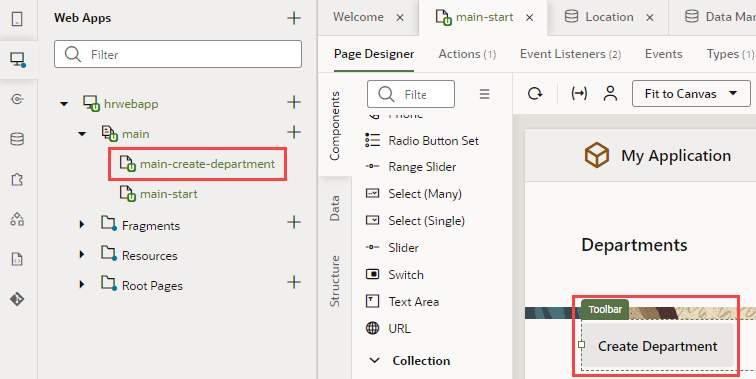 Web Apps
Filter
hrwebapp
main
main-create-department
main-start
Fragments
Resources
Root Pages
Welcome ×
main-start ×
Location ×
Data Mar
Page Designer
Actions (1)
Event Listeners (2)
Events
Types (1)
Components
Data
Structure
Filte
Phone
Radio Button Set
Range Slider
Select (Many)
Select (Single)
Slider
Switch
Text Area
URL
Collection
Fit to Canvas
My Application
Departments
Toolbar
Create Department